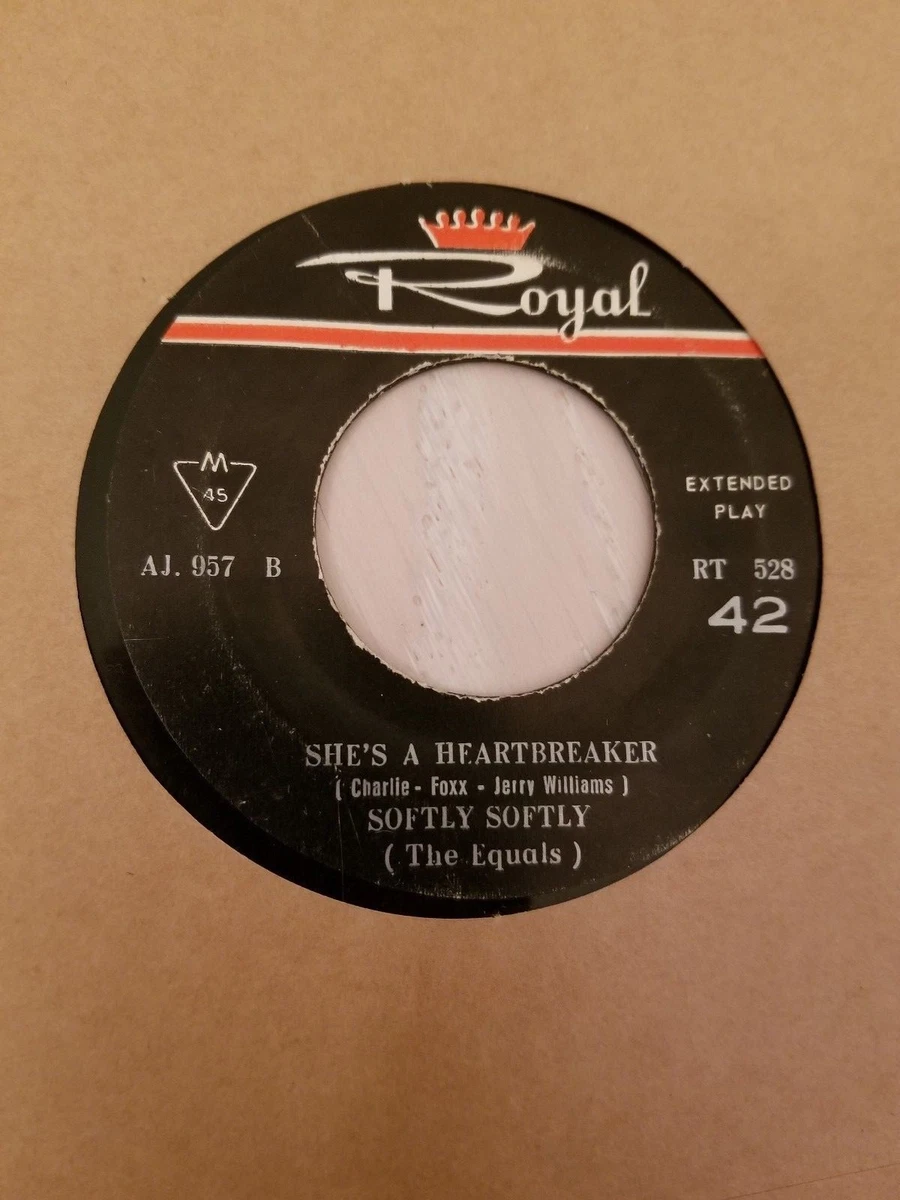 Royal
M
45
EXTENDED
PLAY
AJ. 957 B
RT 528
42
SHE'S A HEARTBREAKER
( Charlie - Foxx - Jerry Williams )
SOFTLY SOFTLY
( The Equals )